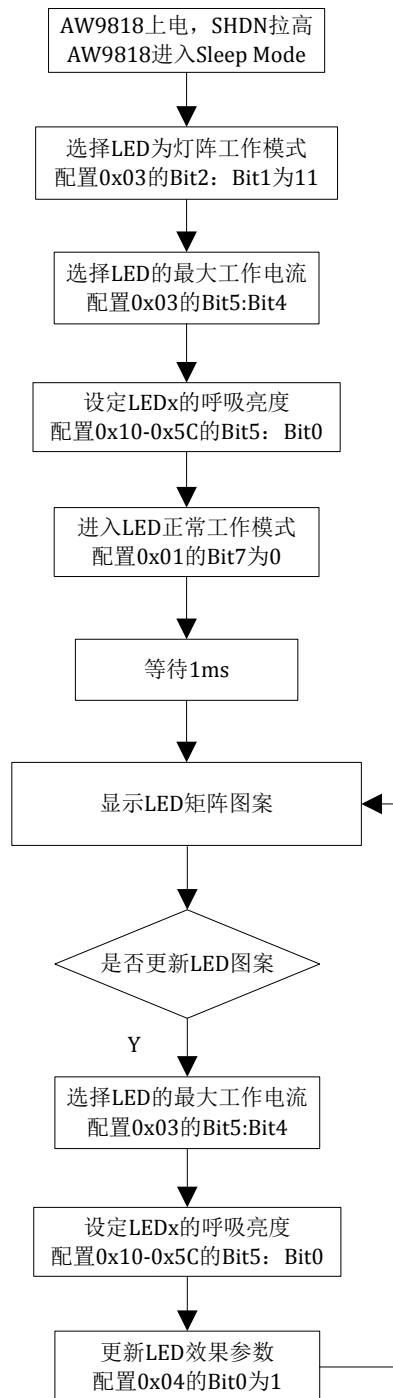 AW9818上电，SHDN拉高
AW9818进入Sleep Mode
选择LED为灯阵工作模式
配置0x03的Bit2：Bit1为11
选择LED的最大工作电流
配置0x03的Bit5:Bit4
设定LEDx的呼吸亮度
配置0x10-0x5C的Bit5：Bit0
进入LED正常工作模式
配置0x01的Bit7为0
等待1ms
显示LED矩阵图案
是否更新LED图案
Y
选择LED的最大工作电流
配置0x03的Bit5:Bit4
设定LEDx的呼吸亮度
配置0x10-0x5C的Bit5：Bit0
更新LED效果参数
配置0x04的Bit0为1